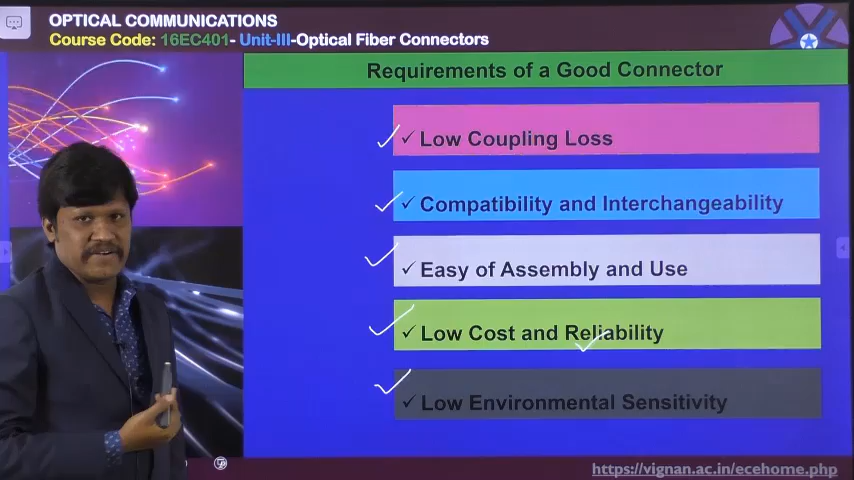 OPTICAL COMMUNICATIONS
Course Code: 16EC401- Unit-III-Optical Fiber Connectors
Requirements of a Good Connector
✓ Low Coupling Loss
✓ Compatibility and Interchangeability
✓ Easy of Assembly and Use
✓ Low Cost and Reliability
✓ Low Environmental Sensitivity
https://vignan.ac.in/ecehome.php